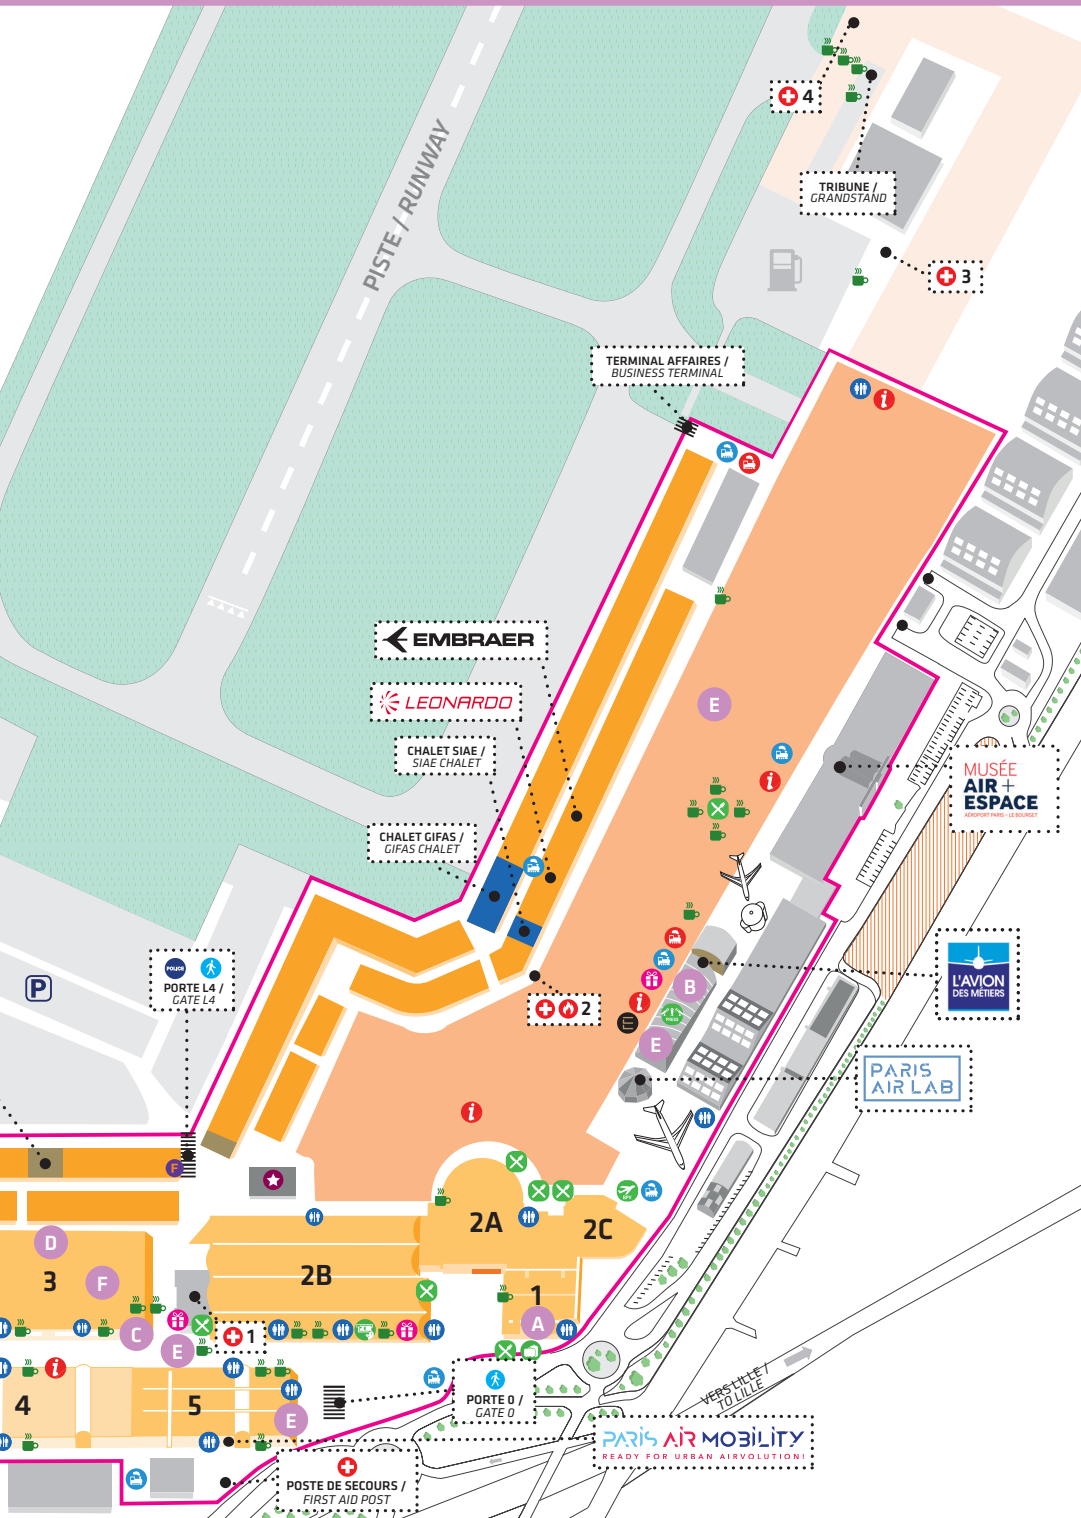 4
TRIBUNE /
GRANDSTAND
PISTE / RUNWAY
3
TERMINAL AFFAIRES /
BUSINESS TERMINAL
i
EMBRAER
LEONARDO
E
CHALET SIAE /
SIAE CHALET
i
MUSÉE
AIR +
ESPACE
AÉROPORT PARIS - LE BOURGET
CHALET GIFAS /
GIFAS CHALET
POLICE
PORTE L4 /
GATE L4
P
L'AVION
DES MÉTIERS
B
i
2
PRESS
E
E
PARIS
AIR LAB
i
F
2A
2C
D
3
F
2B
1
A
C
E
1
i
4
5
E
PORTE 0 /
GATE 0
VERS LILLE /
TO LILLE
PARIS AIR MOBILITY
READY FOR URBAN AIRVOLUTION!
POSTE DE SECOURS /
FIRST AID POST